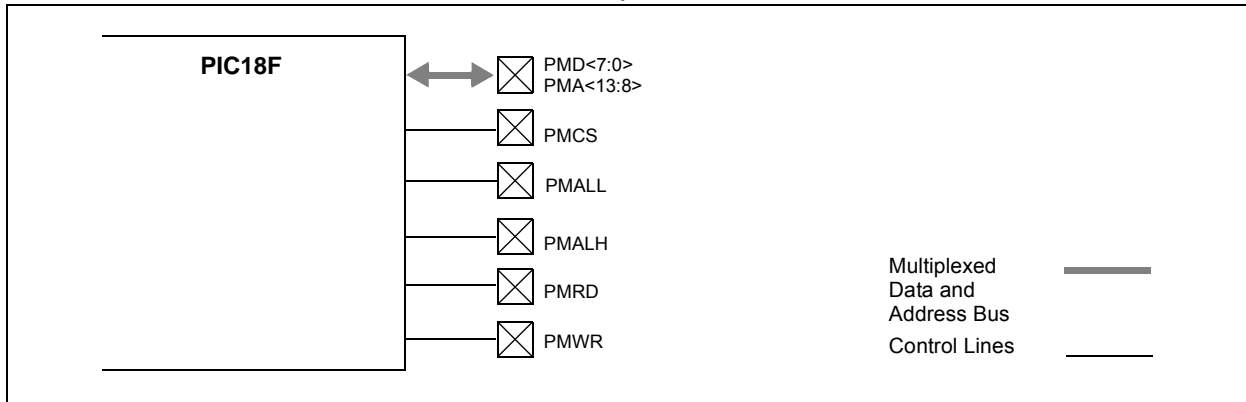 PIC18F
PMD<7:0>
PMA<13:8>
PMCS
PMALL
PMALH
PMRD
PMWR
Multiplexed
Data and
Address Bus
Control Lines